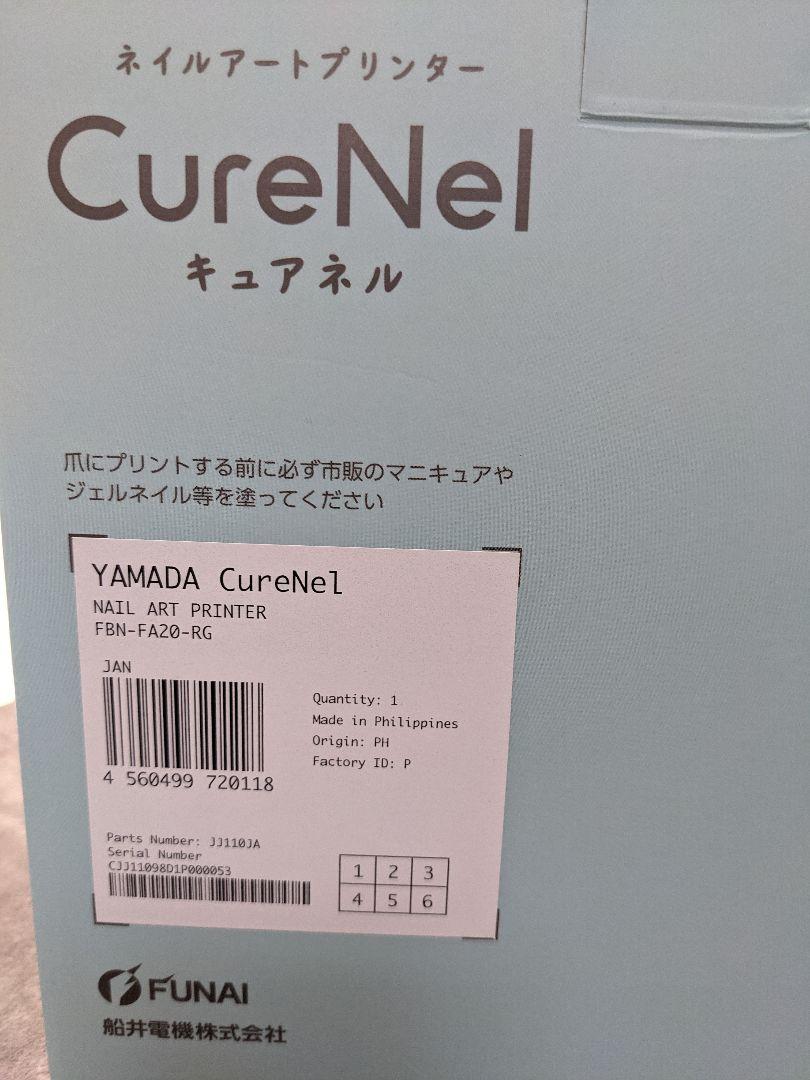 ネイルアートプリンター
CureNel
キュアネル
爪にプリントする前に必ず市販のマニキュアや
ジェルネイル等を塗ってください
YAMADA CureNel
NAIL ART PRINTER
FBN-FA20-RG
JAN
4 560499 720118
Quantity: 1
Made in Philippines
Origin: PH
Factory ID: P
Parts Number: JJ110JA
Serial Number
CJJ11098D1P000053
1 2 3
4 5 6
FUNAI
船井電機株式会社